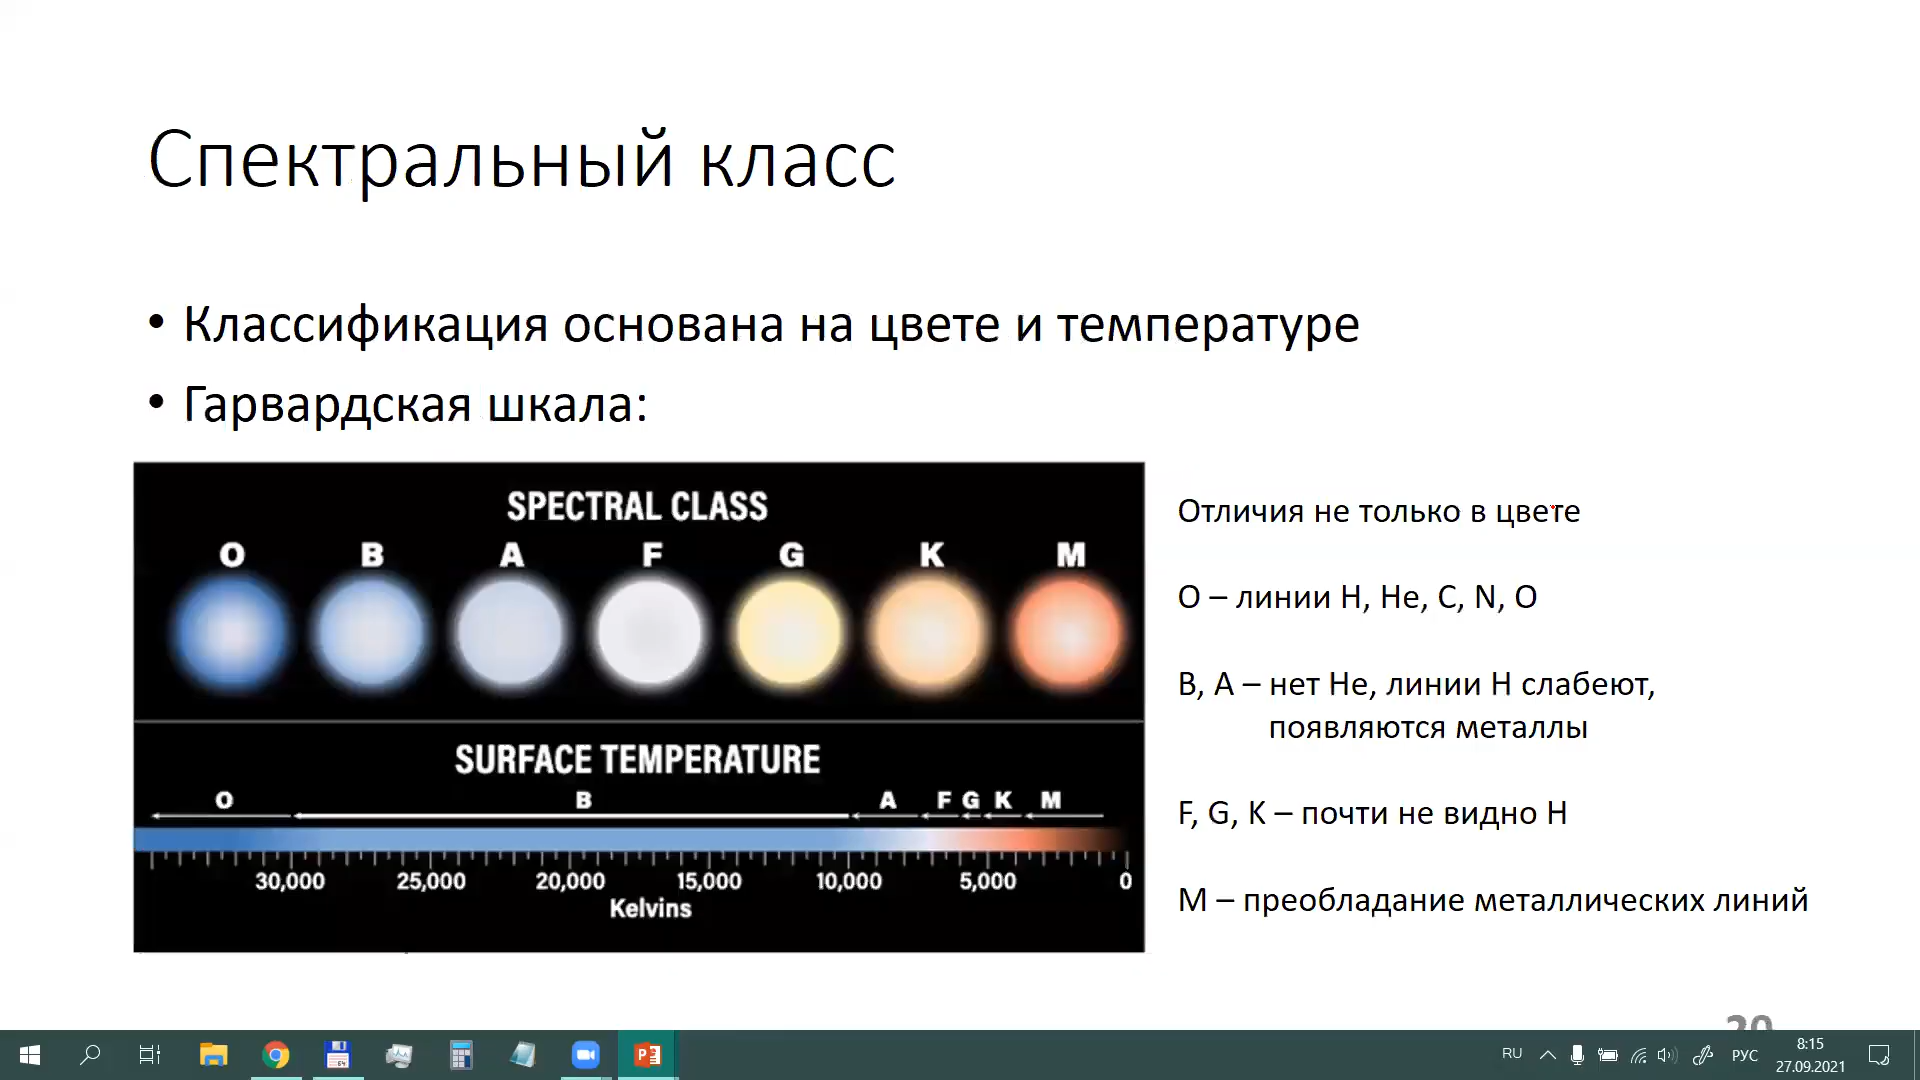 Спектральный класс
• Классификация основана на цвете и температуре
• Гарвардская шкала:
SPECTRAL CLASS
O B A F G K M
SURFACE TEMPERATURE
O B A F G K M
30,000 25,000 20,000 15,000 10,000 5,000 0
Kelvins
Отличия не только в цвете
O – линии H, He, C, N, O
B, A – нет He, линии H слабеют,
появляются металлы
F, G, K – почти не видно H
M – преобладание металлических линий
RU
РУС
8:15
27.09.2021